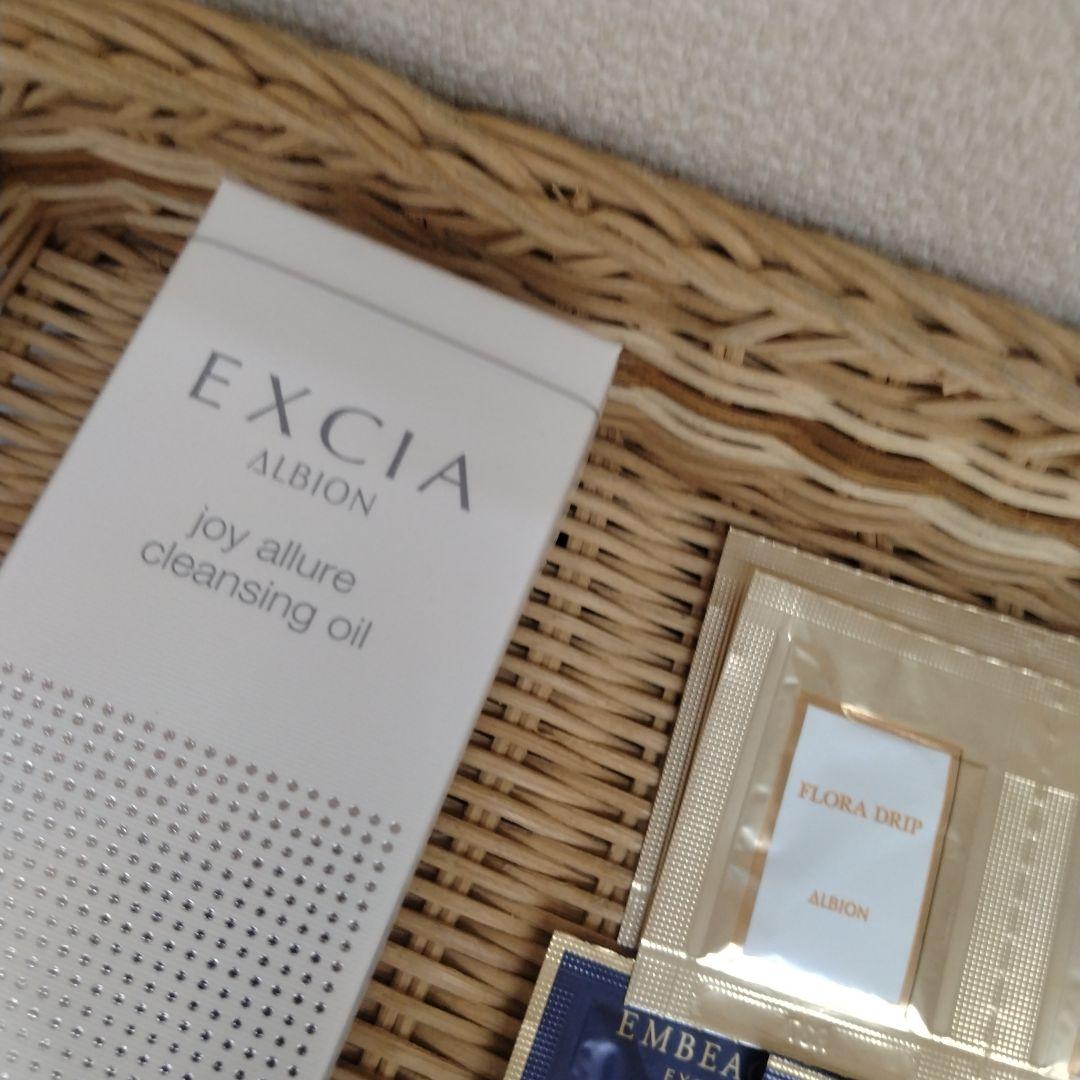 EXCIA
ALBION
joy allure
cleansing oil
FLORA DRIP
ALBION
EMBEA